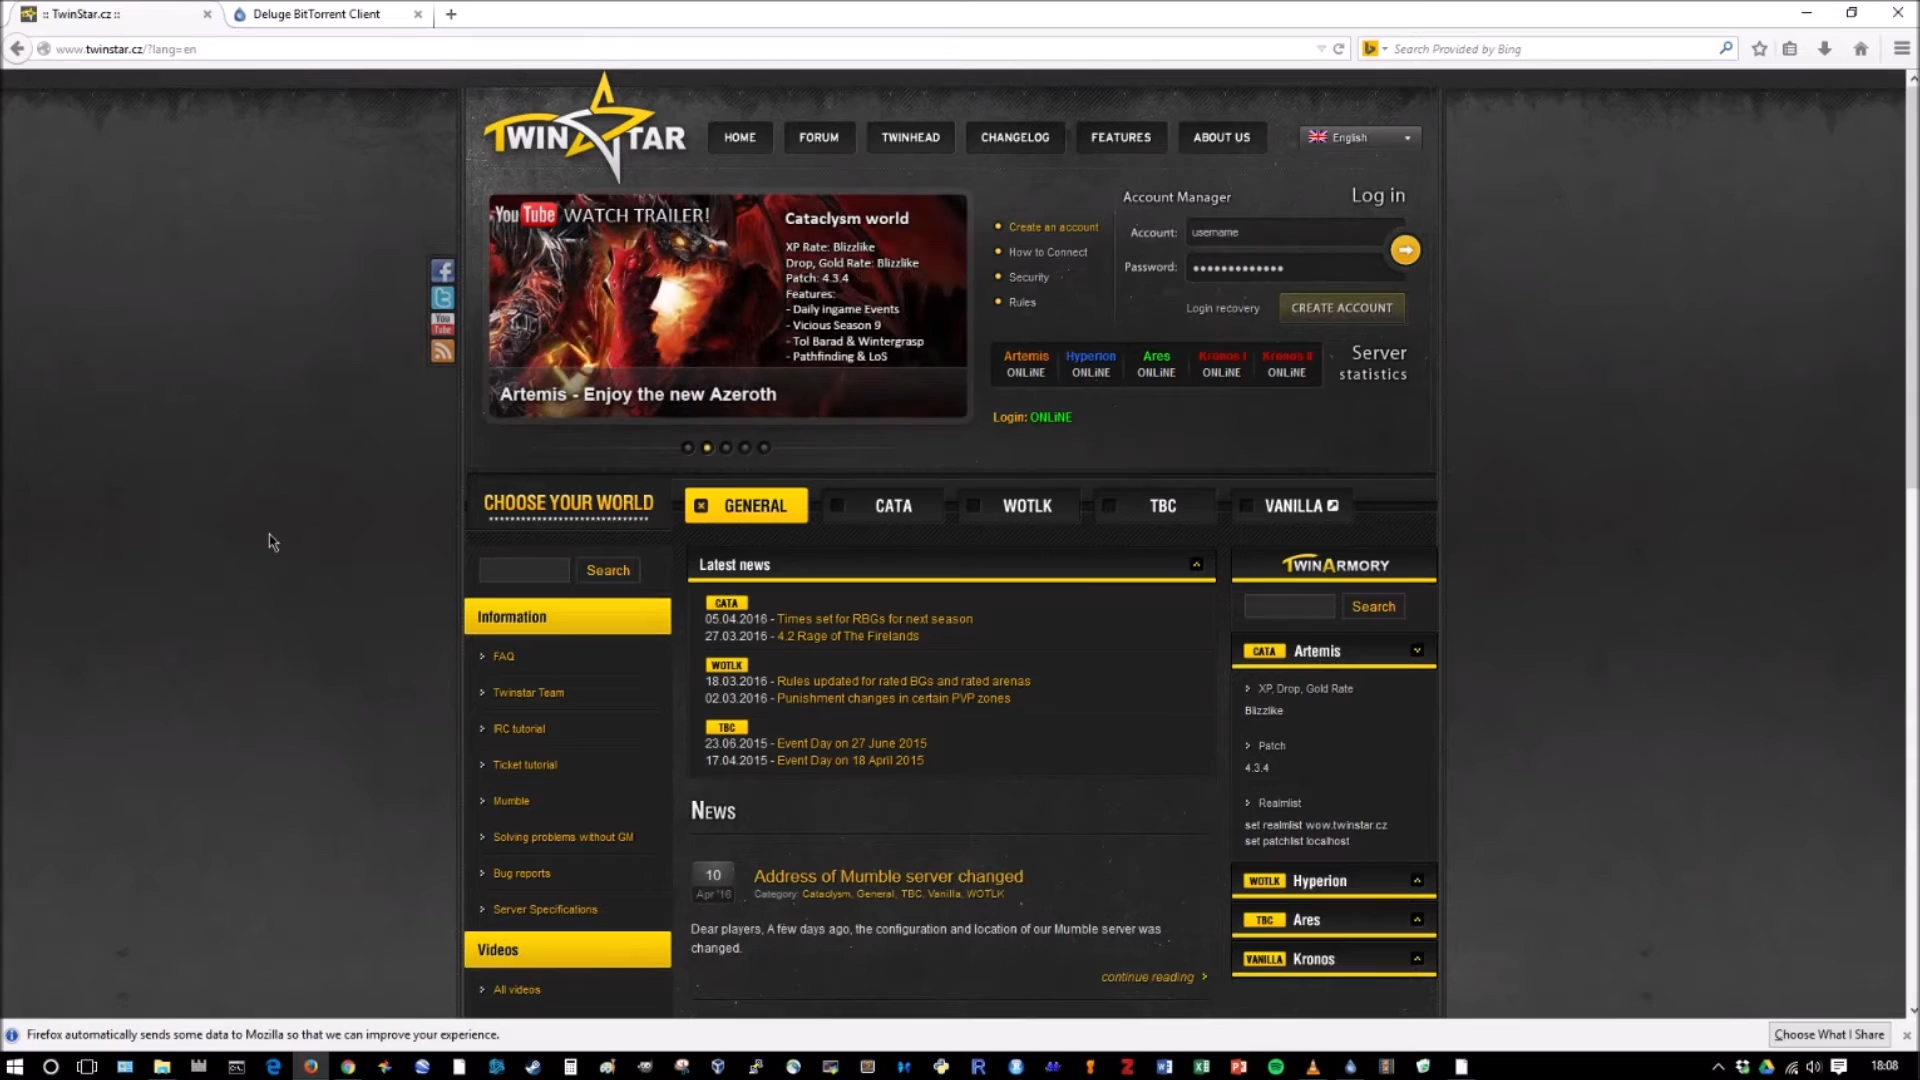 :: TwinStar.cz ::
Deluge BitTorrent Client
www.twinstar.cz/?lang=en
Search Provided by Bing
TWINSTAR
HOME
FORUM
TWINHEAD
CHANGELOG
FEATURES
ABOUT US
English
YouTube WATCH TRAILER!
Cataclysm world
XP Rate: Blizzlike
Drop, Gold Rate: Blizzlike
Patch: 4.3.4
Features:
- Daily ingame Events
- Vicious Season 9
- Tol Barad & Wintergrasp
- Pathfinding & LoS
Artemis - Enjoy the new Azeroth
Create an account
How to Connect
Security
Rules
Account Manager
Log in
Account:
username
Password:
Login recovery
CREATE ACCOUNT
Artemis
ONLiNE
Hyperion
ONLiNE
Ares
ONLiNE
Kronos I
ONLiNE
Kronos II
ONLiNE
Server
statistics
Login: ONLiNE
You
Tube
CHOOSE YOUR WORLD
GENERAL
CATA
WOTLK
TBC
VANILLA
Search
Information
FAQ
Twinstar Team
IRC tutorial
Ticket tutorial
Mumble
Solving problems without GM
Bug reports
Server Specifications
Videos
All videos
Latest news
CATA
05.04.2016 - Times set for RBGs for next season
27.03.2016 - 4.2 Rage of The Firelands
WOTLK
18.03.2016 - Rules updated for rated BGs and rated arenas
02.03.2016 - Punishment changes in certain PVP zones
TBC
23.06.2015 - Event Day on 27 June 2015
17.04.2015 - Event Day on 18 April 2015
NEWS
10
Apr '16
Address of Mumble server changed
Category: Cataclysm, General, TBC, Vanilla, WOTLK
Dear players, A few days ago, the configuration and location of our Mumble server was
changed.
continue reading
TWINARMORY
Search
CATA Artemis
XP, Drop, Gold Rate
Blizzlike
Patch
4.3.4
Realmlist
set realmlist wow.twinstar.cz
set patchlist localhost
WOTLK Hyperion
TBC Ares
VANILLA Kronos
Firefox automatically sends some data to Mozilla so that we can improve your experience.
Choose What I Share
18:08